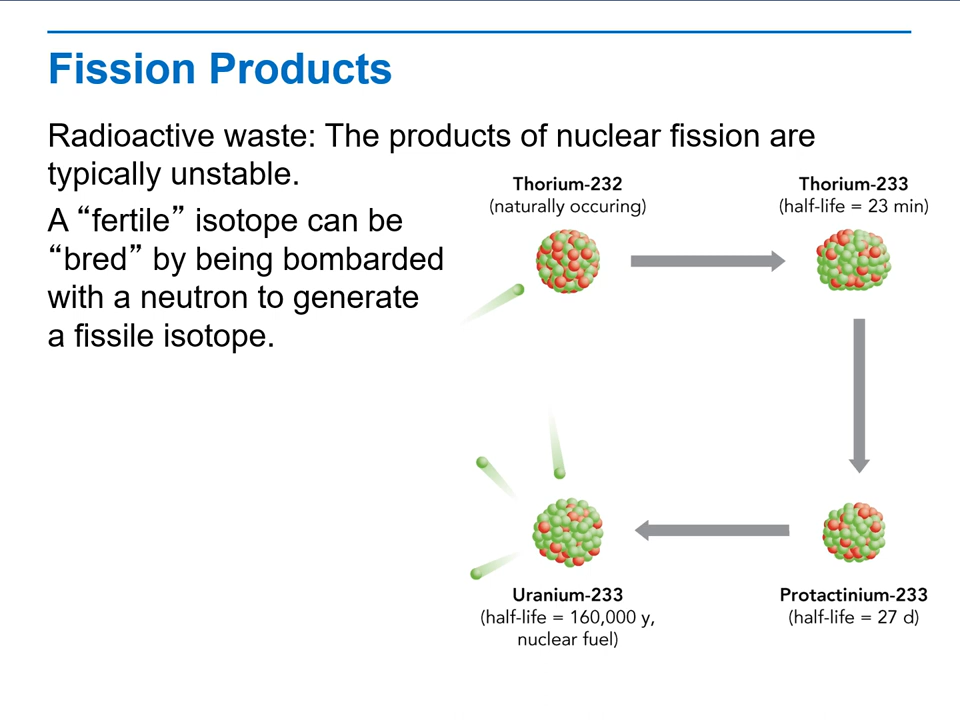 Fission Products
Radioactive waste: The products of nuclear fission are
typically unstable.
A “fertile” isotope can be
“bred” by being bombarded
with a neutron to generate
a fissile isotope.
Thorium-232
(naturally occuring)
Thorium-233
(half-life = 23 min)
Uranium-233
(half-life = 160,000 y,
nuclear fuel)
Protactinium-233
(half-life = 27 d)